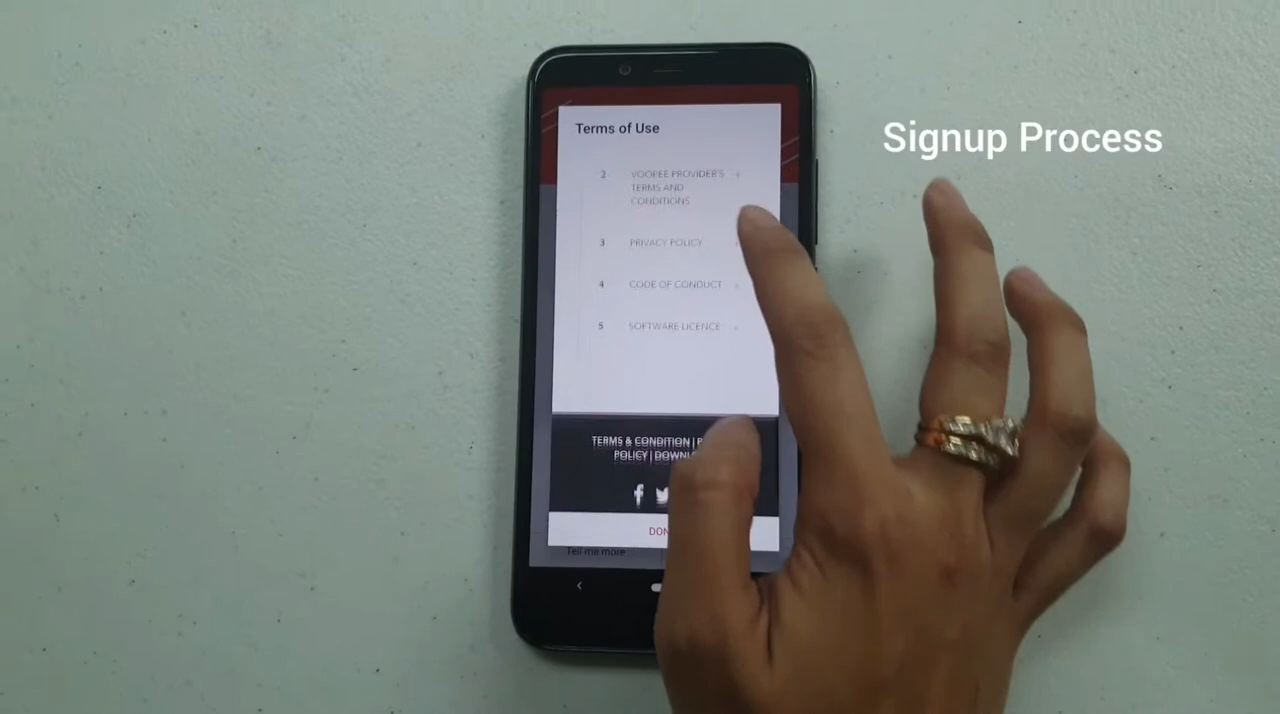 Signup Process
Terms of Use
2 VOOREE PROVIDER'S +
TERMS AND
CONDITIONS
3 PRIVACY POLICY
4 CODE OF CONDUCT +
5 SOFTWARE LICENCE +
TERMS & CONDITION |
POLICY |
Tell me more